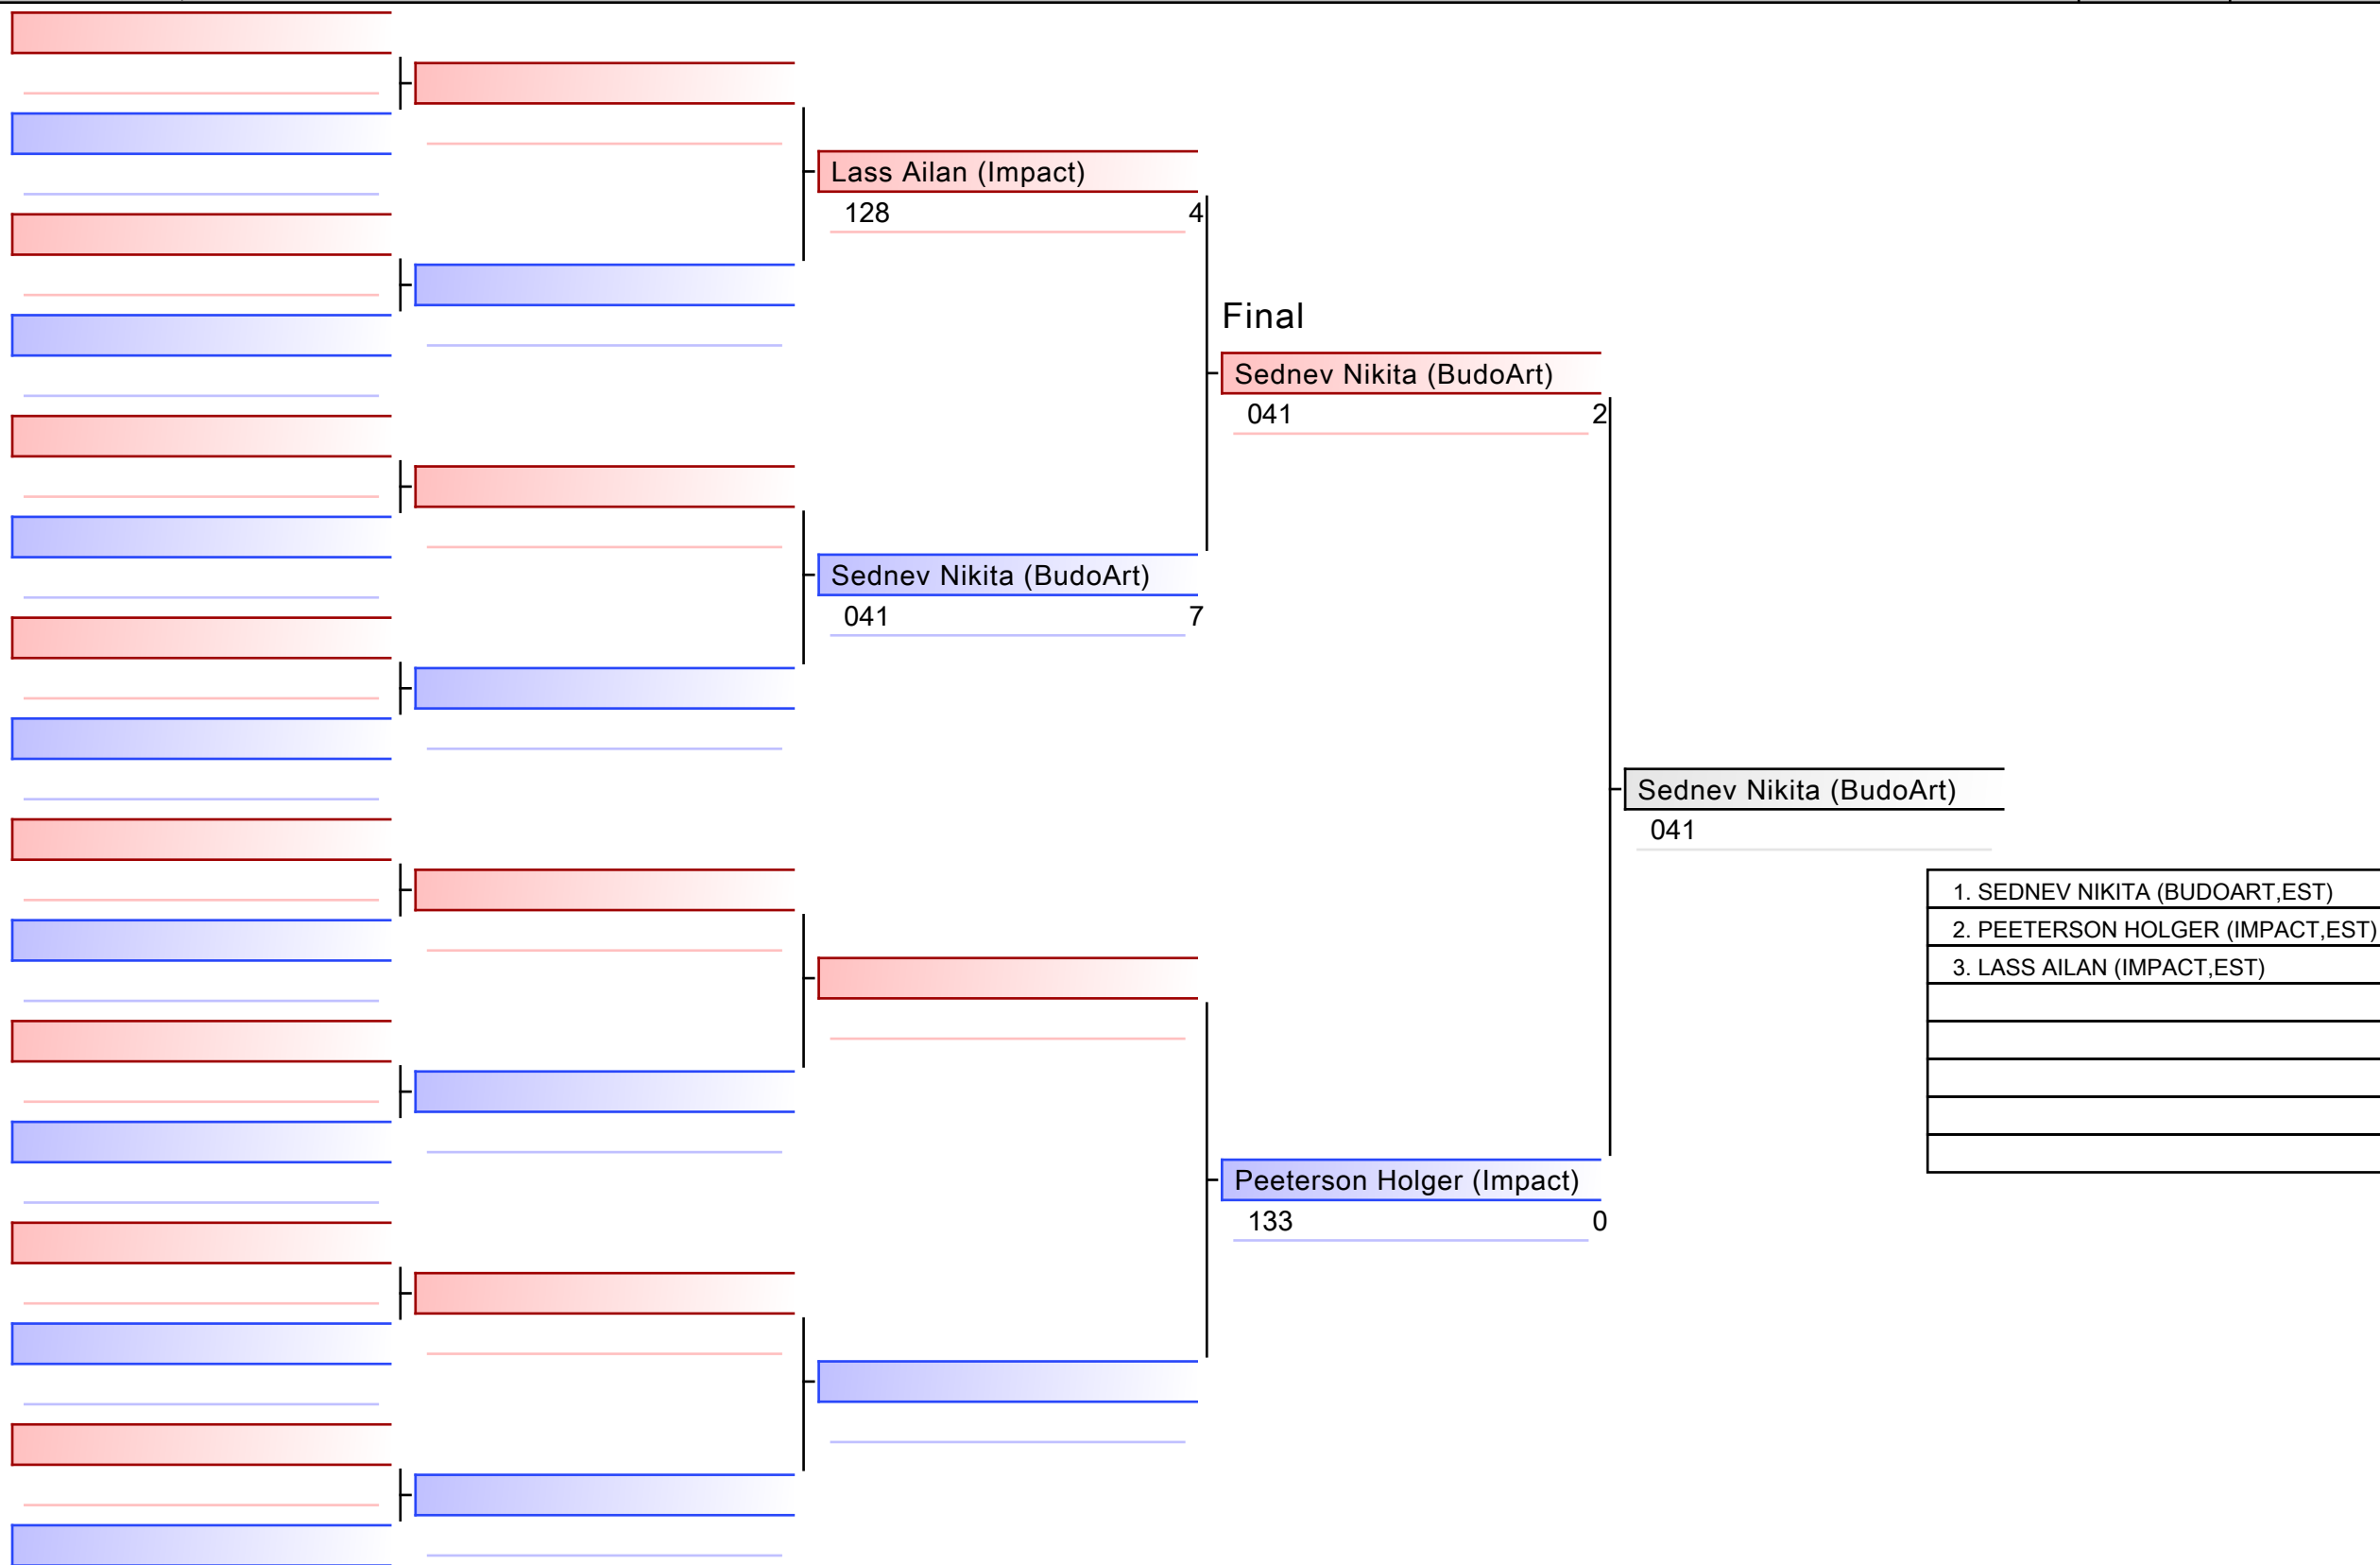 Lass Ailan (Impact)
128 4
Final
Sednev Nikita (BudoArt)
041 2
Sednev Nikita (BudoArt)
041 7
Sednev Nikita (BudoArt)
041
1. SEDNEV NIKITA (BUDOART,EST)
2. PEETERSON HOLGER (IMPACT,EST)
3. LASS AILAN (IMPACT,EST)
Peeterson Holger (Impact)
133 0